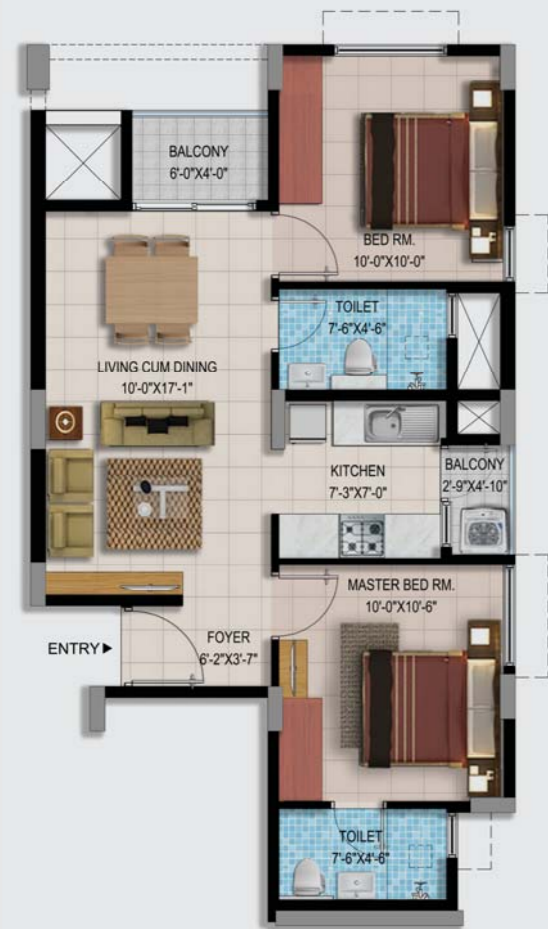 BALCONY
6'-0"X4'-0"
BED RM.
10'-0"X10'-0"
TOILET
7'-6"X4'-6"
LIVING CUM DINING
10'-0"X17'-1"
KITCHEN
7'-3"X7'-0"
BALCONY
2'-9"X4'-10"
MASTER BED RM.
10'-0"X10'-6"
ENTRY►
FOYER
6'-2"X3'-7"
TOILET
7'-6"X4'-6"